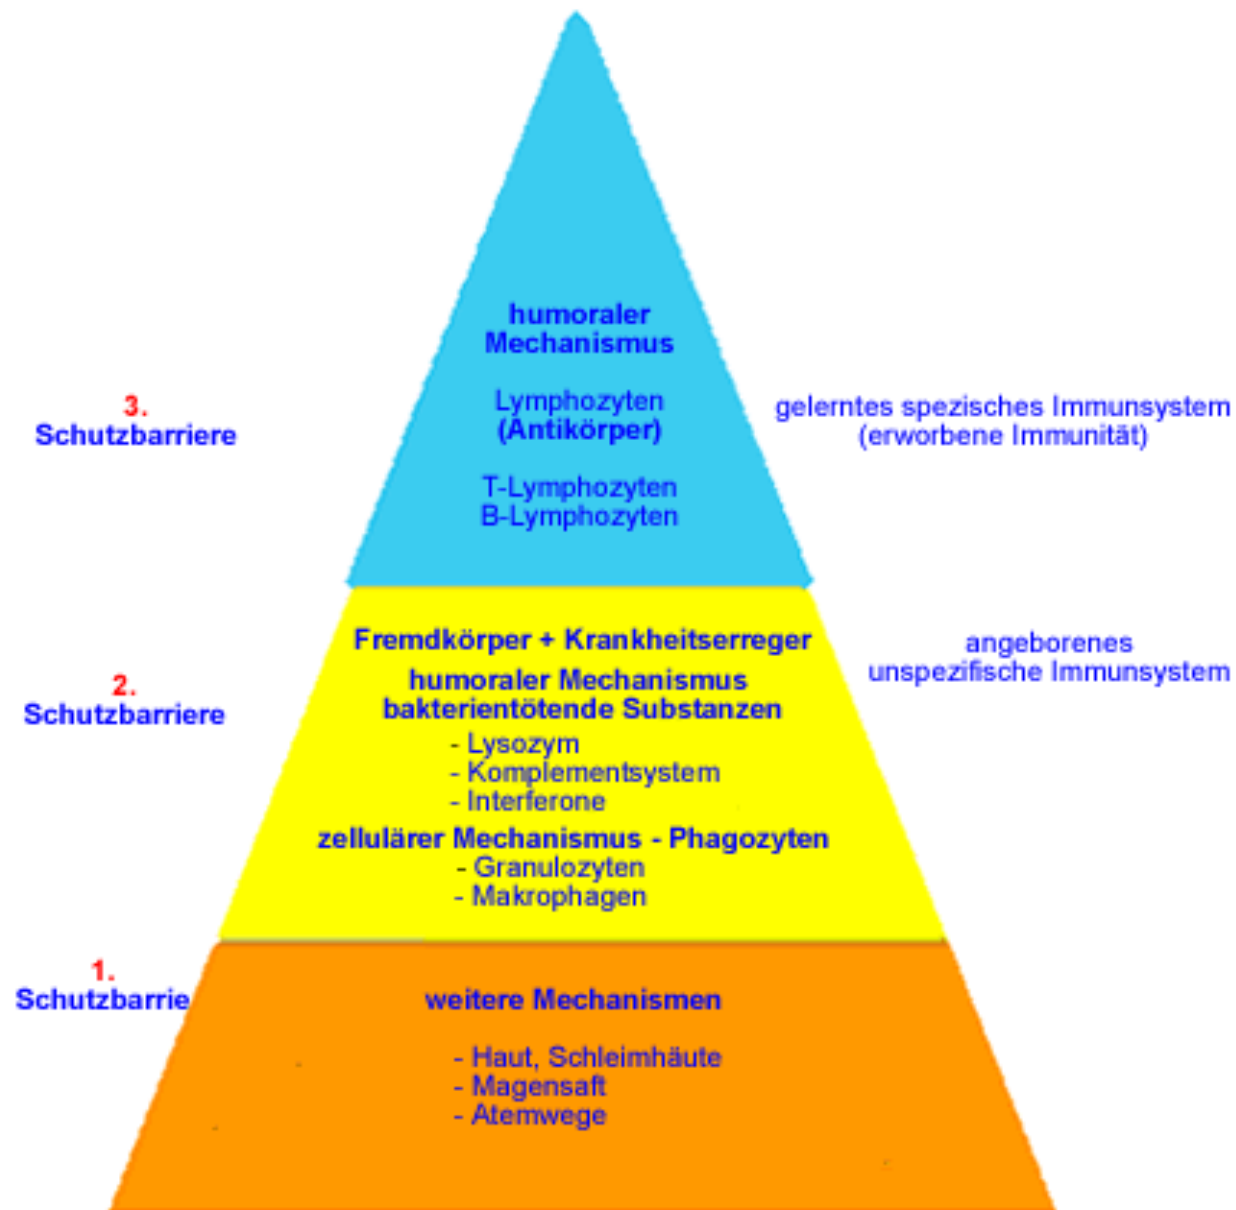 humoraler
Mechanismus
Lymphozyten
(Antikörper)
T-Lymphozyten
B-Lymphozyten
3.
Schutzbarriere
gelerntes spezisches Immunsystem
(erworbene Immunität)
Fremdkörper + Krankheitserreger
humoraler Mechanismus
bakterientötende Substanzen
- Lysozym
- Komplementsystem
- Interferone
zellulärer Mechanismus - Phagozyten
- Granulozyten
- Makrophagen
2.
Schutzbarriere
angeborenes
unspezifische Immunsystem
1.
Schutzbarrie
weitere Mechanismen
- Haut, Schleimhäute
- Magensaft
- Atemwege